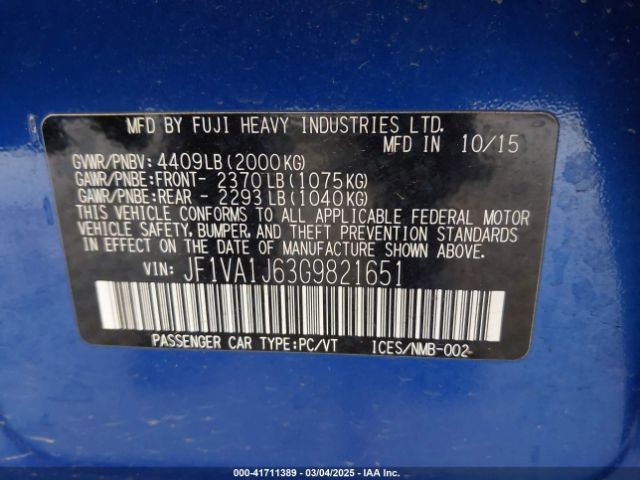 MFD BY FUJI HEAVY INDUSTRIES LTD.
MFD IN 10/15
GVWR/PNBV: 4409LB(2000KG)
GAWR/PNBE:FRONT- 2370LB(1075KG)
GAWR/PNBE:REAR - 2293LB(1040KG)
THIS VEHICLE CONFORMS TO ALL APPLICABLE FEDERAL MOTOR
VEHICLE SAFETY, BUMPER, AND THEFT PREVENTION STANDARDS
IN EFFECT ON THE DATE OF MANUFACTURE SHOWN ABOVE.
VIN: JF1VA1J63G9821651
PASSENGER CAR TYPE:PC/VT ICES/NMB-002
000-41711389 - 03/04/2025 - IAA Inc.